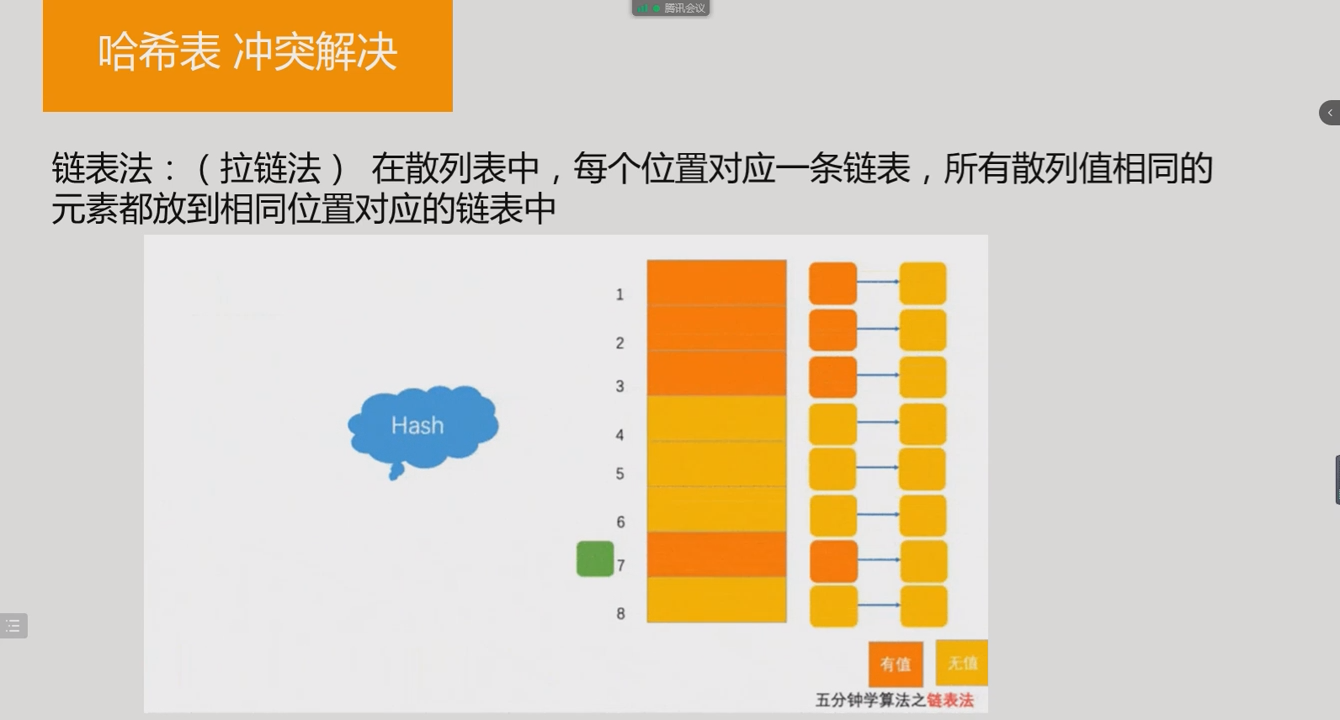 腾讯会议
哈希表 冲突解决
链表法：（ 拉链法 ） 在散列表中，每个位置对应一条链表，所有散列值相同的
元素都放到相同位置对应的链表中
1
2
3
Hash
4
5
6
7
8
有值 无值
五分钟学算法之链表法